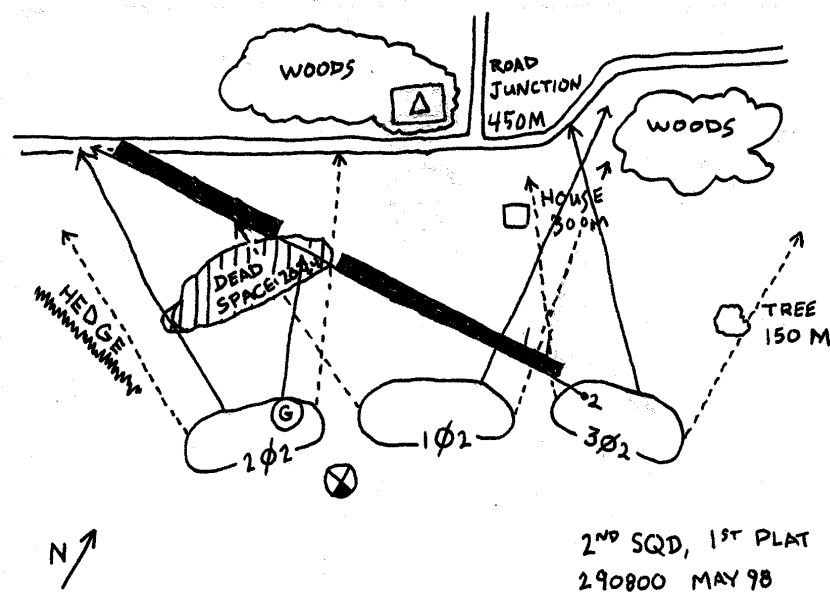 WOODS
ROAD
JUNCTION
450M
WOODS
HOUSE
300M
DEAD
HEDGE
SPACE
TREE
150 M
G
2
2Ø2
1Ø2
3Ø2
N
2ND SQD, 1ST PLAT
290800 MAY 98